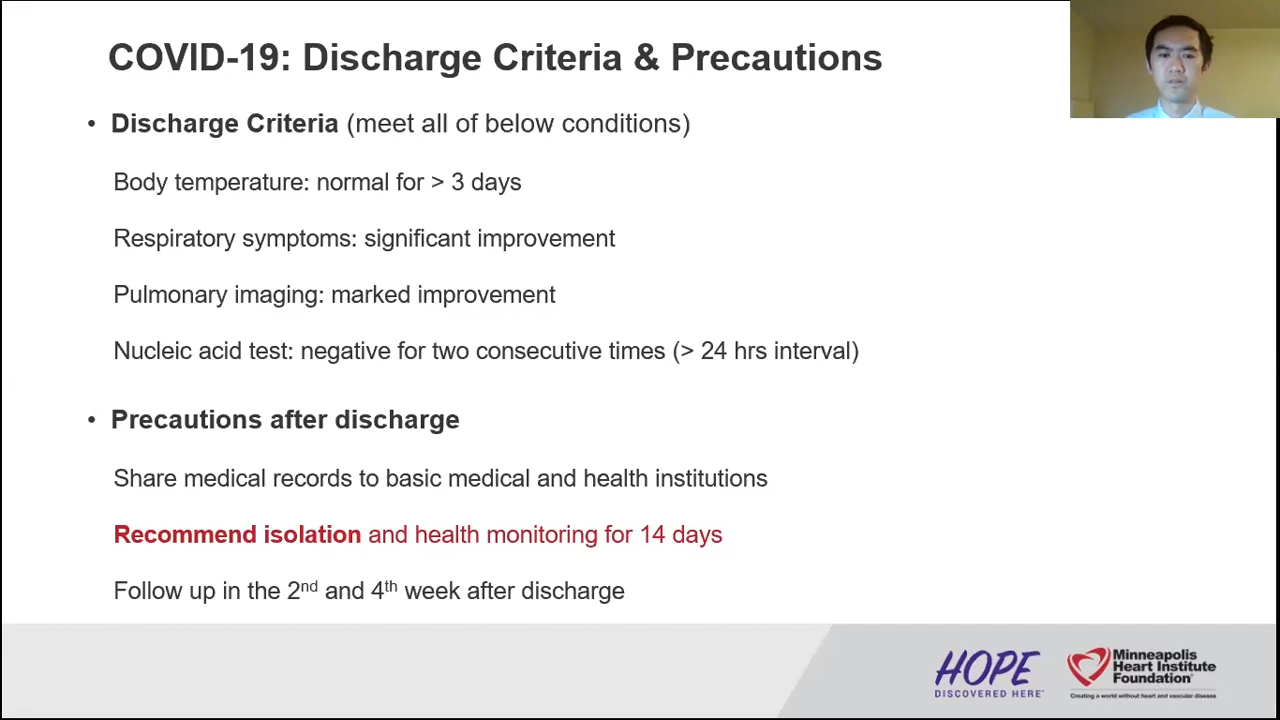 COVID-19: Discharge Criteria & Precautions
• Discharge Criteria (meet all of below conditions)
Body temperature: normal for > 3 days
Respiratory symptoms: significant improvement
Pulmonary imaging: marked improvement
Nucleic acid test: negative for two consecutive times (> 24 hrs interval)
• Precautions after discharge
Share medical records to basic medical and health institutions
Recommend isolation and health monitoring for 14 days
Follow up in the 2nd and 4th week after discharge
HOPE
DISCOVERED HERE™
Minneapolis
Heart Institute
Foundation®
Creating a world without heart and vascular disease